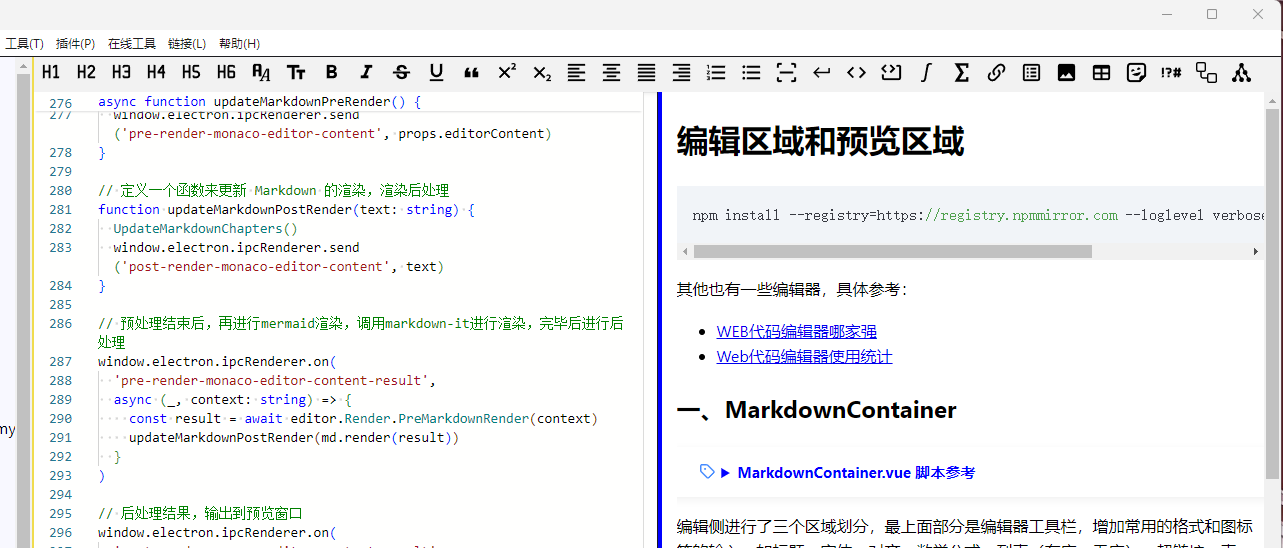 工具(T) 插件(P) 在线工具 链接(L) 帮助(H)
H1 H2 H3 H4 H5 H6
my
276 async function updateMarkdownPreRender() {
277 window.electron.ipcRenderer.send
('pre-render-monaco-editor-content', props.editorContent)
278 }
279
280 // 定义一个函数来更新 Markdown 的渲染，渲染后处理
281 function updateMarkdownPostRender(text: string) {
282 UpdateMarkdownChapters()
283 window.electron.ipcRenderer.send
('post-render-monaco-editor-content', text)
284 }
285
286 // 预处理结束后，再进行mermaid渲染，调用markdown-it进行渲染，完毕后进行后
处理
287 window.electron.ipcRenderer.on(
288 'pre-render-monaco-editor-content-result',
289 async (_, context: string) => {
290 const result = await editor.Render.PreMarkdownRender(context)
291 updateMarkdownPostRender(md.render(result))
292 }
293 )
294
295 // 后处理结果，输出到预览窗口
296 window.electron.ipcRenderer.on(
编辑区域和预览区域
npm install --registry=https://registry.npmmirror.com --loglevel verbose
其他也有一些编辑器，具体参考：
WEB代码编辑器哪家强
Web代码编辑器使用统计
一、MarkdownContainer
MarkdownContainer.vue 脚本参考
编辑侧进行了三个区域划分，最上面部分是编辑器工具栏，增加常用的格式和图标